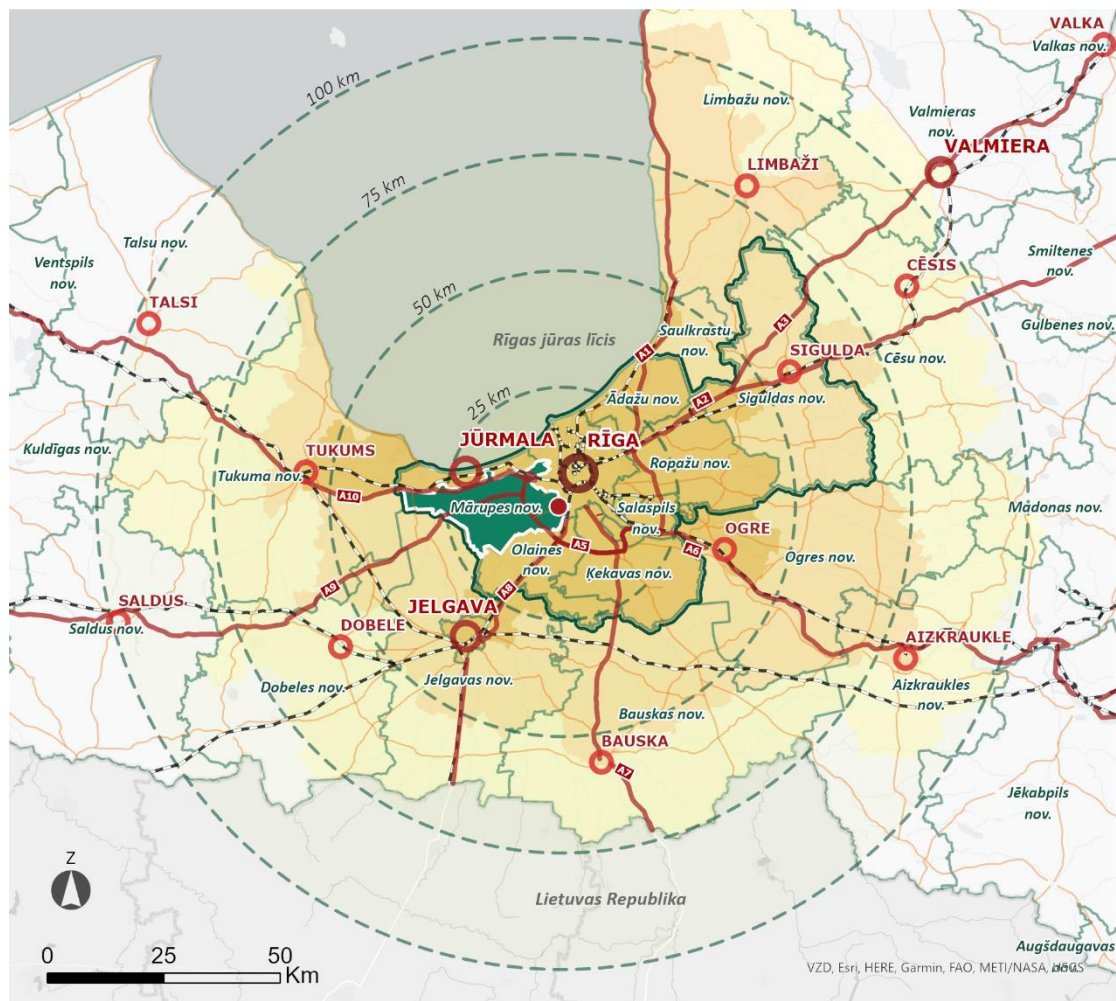 VALKA
Valkas nov.
100 km
Limbažu nov.
Valmieras
nov.
VALMIERA
75 km
LIMBAŽI
Talsu nov.
Ventspils
nov.
50 km
Smiltenes
nov.
CĒSIS
TALSI
Rīgas jūras līcis
A1
Saulkrastu
nov.
A3
Gulbenes nov.
SIGULDA
Cēsu nov.
25 km
Ādažu nov.
A2
Siguldas nov.
Kuldīgas nov.
TUKUMS
JŪRMALA
RĪGA
Tukuma nov.
Ropažu nov.
A10
Mārupes nov.
Salaspils
nov.
Madonas nov.
OGRE
A5
A6
Ogres nov.
Olaines
nov.
Ķekavas nov.
A9
A8
SALDUS
Saldus nov.
JELGAVA
DOBELE
AIZKRAUKLE
Dobeles nov.
Jelgavas nov.
Aizkraukles
nov.
Bauskas nov.
BAUSKA
A7
Jēkabpils
nov.
Z
Lietuvas Republika
0 25 50
Km
Augšdaugavas
nov.
VZD, Esri, HERE, Garmin, FAO, METI/NASA, USGS